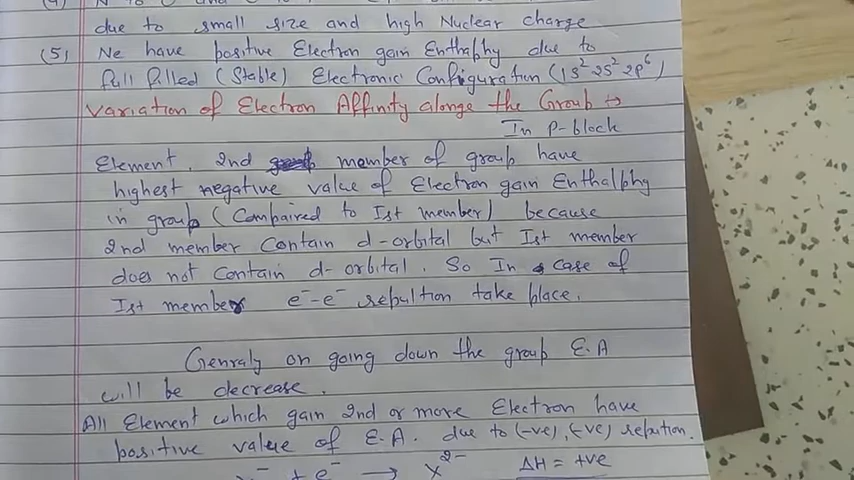 (4) N to O and
due to small size and high Nuclear charge
(5) Ne have positive Electron gain Enthalphy due to
full filled (Stable) Electronic Configuration (1s² 2s² 2p⁶)
Variation of Electron Affinity alonge the Group →
In P-block
Element. 2nd member of group have
highest negative value of Electron gain Enthalphy
in group (Compaired to Ist member) because
2nd member Contain d-orbital but Ist member
does not Contain d-orbital. So In case of
Ist member e⁻-e⁻ repultion take place.
Genraly on going down the group E.A
will be decrease.
All Element which gain 2nd or more Electron have
positive value of E.A. due to (-ve), (-ve) repution.
+ e⁻ → X²⁻ ΔH = +ve